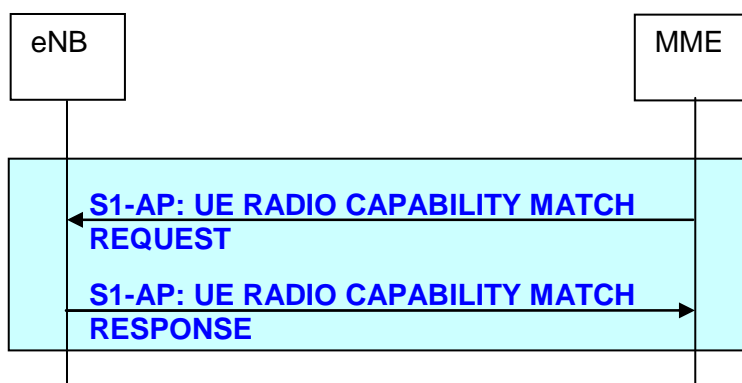 eNB
MME
S1-AP: UE RADIO CAPABILITY MATCH
REQUEST
S1-AP: UE RADIO CAPABILITY MATCH
RESPONSE